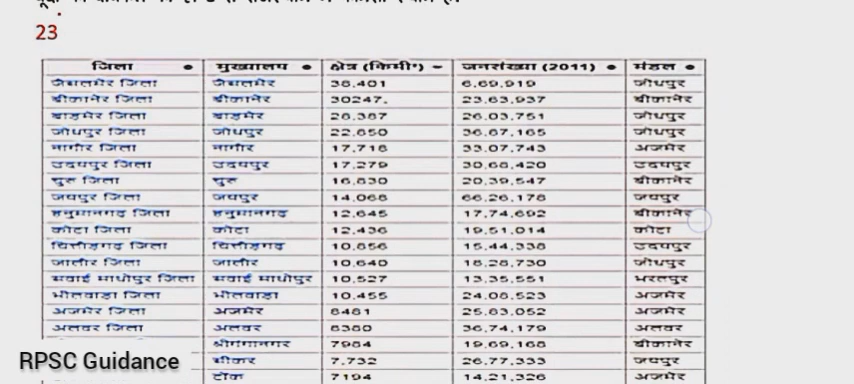 23
जिला • मुख्यालय • क्षेत्र (किमी²) – जनसंख्या (2011) • मंडल •
जैसलमेर जिला जैसलमेर 38,401 6,69,919 जोधपुर
बीकानेर जिला बीकानेर 30247. 23,63,937 बीकानेर
बाड़मेर जिला बाड़मेर 28,387 26,03,751 जोधपुर
जोधपुर जिला जोधपुर 22,850 36,87,165 जोधपुर
नागौर जिला नागौर 17,718 33,07,743 अजमेर
उदयपुर जिला उदयपुर 17,279 30,68,420 उदयपुर
चुरू जिला चुरू 16,830 20,39,547 बीकानेर
जयपुर जिला जयपुर 14,068 66,26,178 जयपुर
हनुमानगढ़ जिला हनुमानगढ़ 12,645 17,74,692 बीकानेर
कोटा जिला कोटा 12,436 19,51,014 कोटा
चित्तौड़गढ़ जिला चित्तौड़गढ़ 10,856 15,44,338 उदयपुर
जालौर जिला जालौर 10,640 18,28,730 जोधपुर
सवाई माधोपुर जिला सवाई माधोपुर 10,527 13,35,551 भरतपुर
भीलवाड़ा जिला भीलवाड़ा 10,455 24,08,523 अजमेर
अजमेर जिला अजमेर 8481 25,83,052 अजमेर
अलवर जिला अलवर 8380 36,74,179 अलवर
श्रीगंगानगर 7984 19,69,168 बीकानेर
सीकर 7,732 26,77,333 जयपुर
टोंक 7194 14,21,326 अजमेर
RPSC Guidance